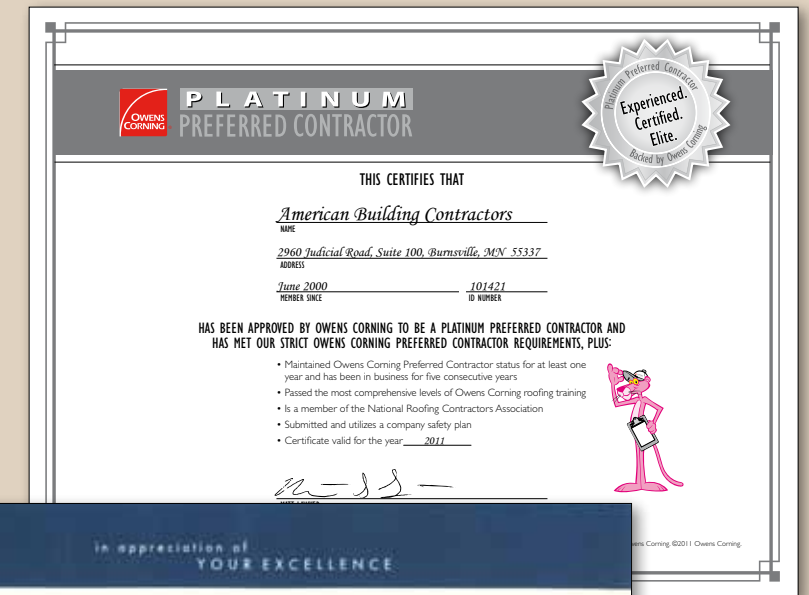 OWENS
CORNING
PLATINUM
PREFERRED CONTRACTOR
Platinum Preferred Contractor
Experienced.
Certified.
Elite.
Backed by Owens Corning
THIS CERTIFIES THAT
American Building Contractors
NAME
2960 Judicial Road, Suite 100, Burnsville, MN 55337
ADDRESS
June 2000 101421
MEMBER SINCE ID NUMBER
HAS BEEN APPROVED BY OWENS CORNING TO BE A PLATINUM PREFERRED CONTRACTOR AND
HAS MET OUR STRICT OWENS CORNING PREFERRED CONTRACTOR REQUIREMENTS, PLUS:
• Maintained Owens Corning Preferred Contractor status for at least one
year and has been in business for five consecutive years
• Passed the most comprehensive levels of Owens Corning roofing training
• Is a member of the National Roofing Contractors Association
• Submitted and utilizes a company safety plan
• Certificate valid for the year 2011
Corning. ©2011 Owens Corning.
in appreciation of
YOUR EXCELLENCE